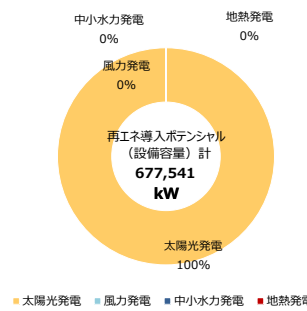 中小水力発電
0%
地熱発電
0%
風力発電
0%
再エネ導入ポテンシャル
（設備容量）計
677,541
kW
太陽光発電
100%
太陽光発電 風力発電 中小水力発電 地熱発電